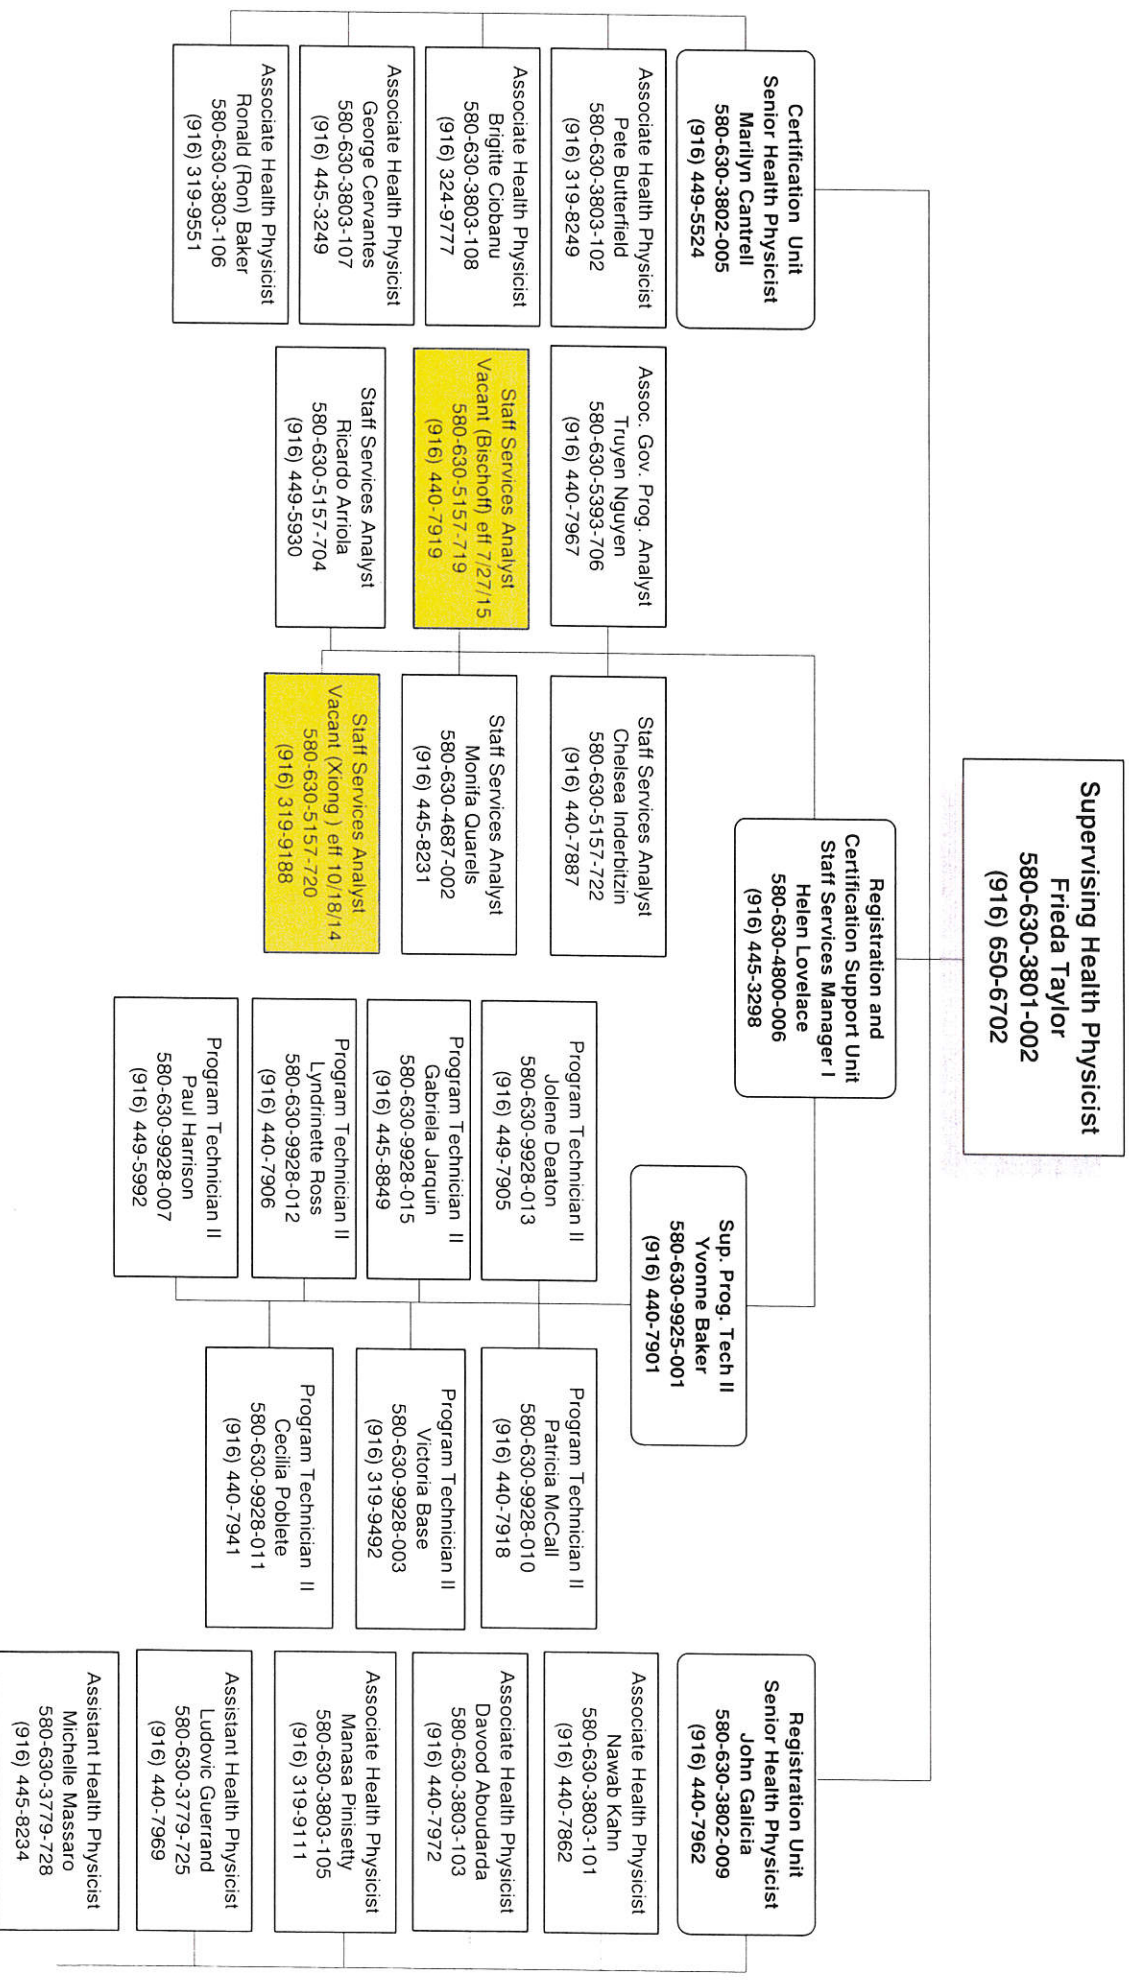 Supervising Health Physicist
Frieda Taylor
580-630-3801-002
(916) 650-6702
Certification Unit
Senior Health Physicist
Marilyn Cantrell
580-630-3802-005
(916) 449-5524
Associate Health Physicist
Pete Butterfield
580-630-3803-102
(916) 319-8249
Associate Health Physicist
Brigitte Ciobanu
580-630-3803-108
(916) 324-9777
Associate Health Physicist
George Cervantes
580-630-3803-107
(916) 445-3249
Associate Health Physicist
Ronald (Ron) Baker
580-630-3803-106
(916) 319-9551
Registration and
Certification Support Unit
Staff Services Manager I
Helen Lovelace
580-630-4800-006
(916) 445-3298
Assoc. Gov. Prog. Analyst
Truyen Nguyen
580-630-5393-706
(916) 440-7967
Staff Services Analyst
Vacant (Bischoff) eff 7/27/15
580-630-5157-719
(916) 440-7919
Staff Services Analyst
Ricardo Arriola
580-630-5157-704
(916) 449-5930
Staff Services Analyst
Chelsea Inderbitzin
580-630-5157-722
(916) 440-7887
Staff Services Analyst
Monifa Quarels
580-630-4687-002
(916) 445-8231
Staff Services Analyst
Vacant (Xiong ) eff 10/18/14
580-630-5157-720
(916) 319-9188
Sup. Prog. Tech II
Yvonne Baker
580-630-9925-001
(916) 440-7901
Program Technician II
Jolene Deaton
580-630-9928-013
(916) 449-7905
Program Technician II
Gabriela Jarquin
580-630-9928-015
(916) 445-8849
Program Technician II
Lyndrinette Ross
580-630-9928-012
(916) 440-7906
Program Technician II
Paul Harrison
580-630-9928-007
(916) 449-5992
Program Technician II
Patricia McCall
580-630-9928-010
(916) 440-7918
Program Technician II
Victoria Base
580-630-9928-003
(916) 319-9492
Program Technician II
Cecilia Poblete
580-630-9928-011
(916) 440-7941
Registration Unit
Senior Health Physicist
John Galicia
580-630-3802-009
(916) 440-7962
Associate Health Physicist
Nawab Kahn
580-630-3803-101
(916) 440-7862
Associate Health Physicist
Davood Aboudarda
580-630-3803-103
(916) 440-7972
Associate Health Physicist
Manasa Pinisetty
580-630-3803-105
(916) 319-9111
Assistant Health Physicist
Ludovic Guerrand
580-630-3779-725
(916) 440-7969
Assistant Health Physicist
Michelle Massaro
580-630-3779-728
(916) 445-8234